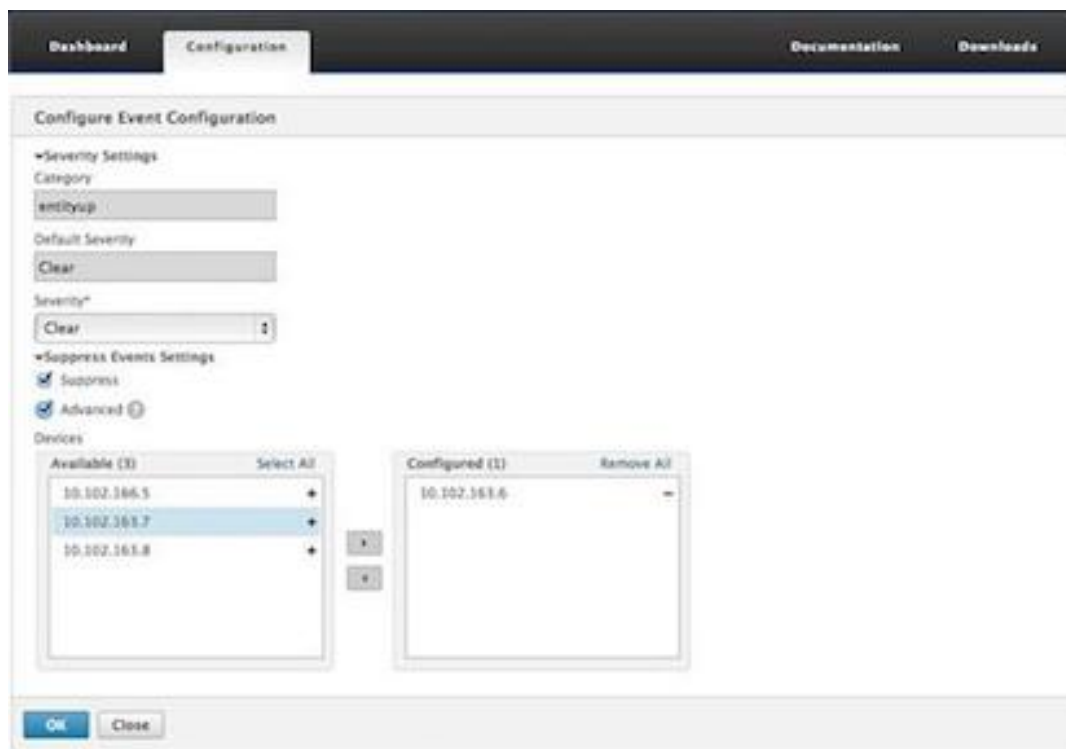 Dashboard Configuration Documentation Downloads
Configure Event Configuration
Severity Settings
Category
entityup
Default Severity
Clear
Severity*
Clear
Suppress Events Settings
Suppress
Advanced
Devices
Available (3) Select All
10.102.166.5
10.102.163.7
10.102.163.8
Configured (1) Remove All
10.102.163.6
OK Close